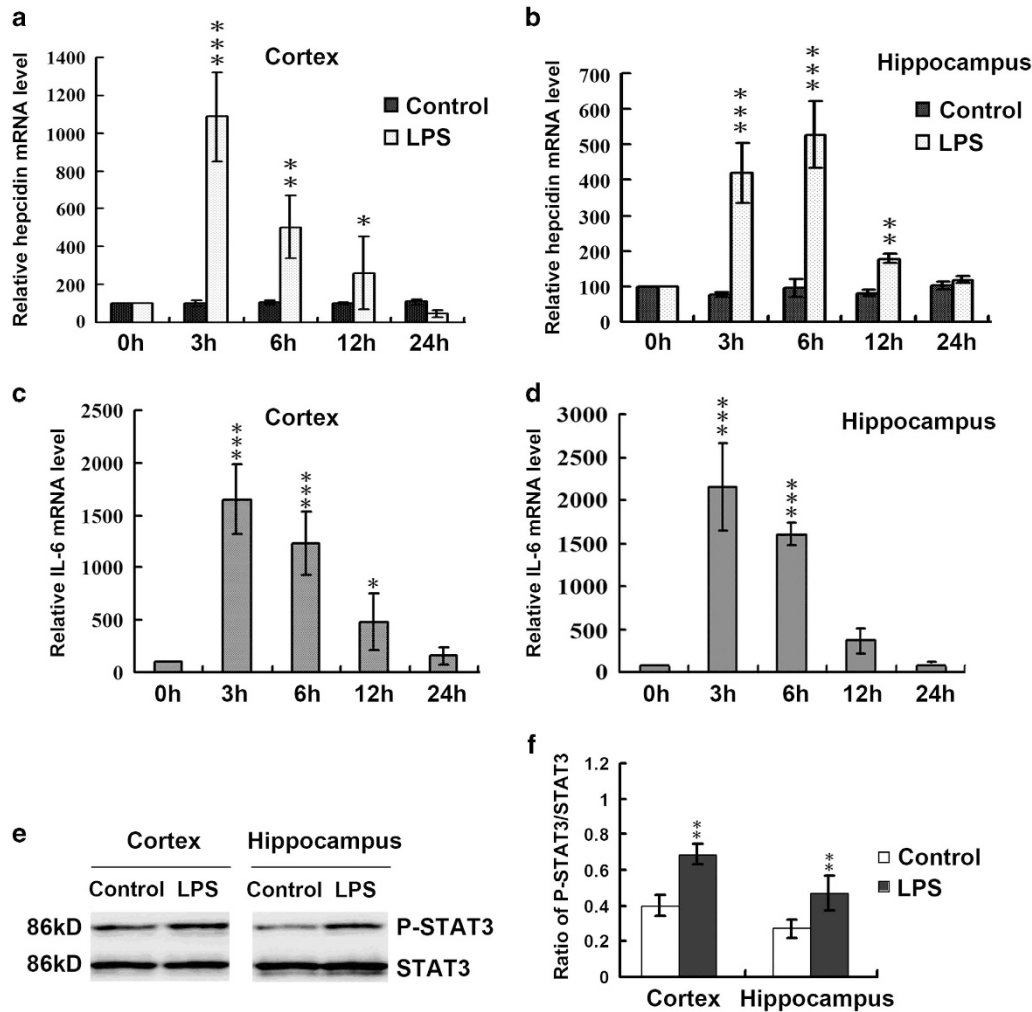 a
Cortex
Relative hepcidin mRNA level
1400
1200
1000
800
600
400
200
0
***
**
*
Control
LPS
0h 3h 6h 12h 24h
b
Hippocampus
Relative hepcidin mRNA level
700
600
500
400
300
200
100
0
***
***
**
Control
LPS
0h 3h 6h 12h 24h
c
Cortex
Relative IL-6 mRNA level
2500
2000
1500
1000
500
0
***
***
*
0h 3h 6h 12h 24h
d
Hippocampus
Relative IL-6 mRNA level
3000
2500
2000
1500
1000
500
0
***
***
0h 3h 6h 12h 24h
e
Cortex Hippocampus
Control LPS Control LPS
86kD P-STAT3
86kD STAT3
f
Ratio of P-STAT3/STAT3
1.2
1
0.8
0.6
0.4
0.2
0
**
**
Control
LPS
Cortex Hippocampus